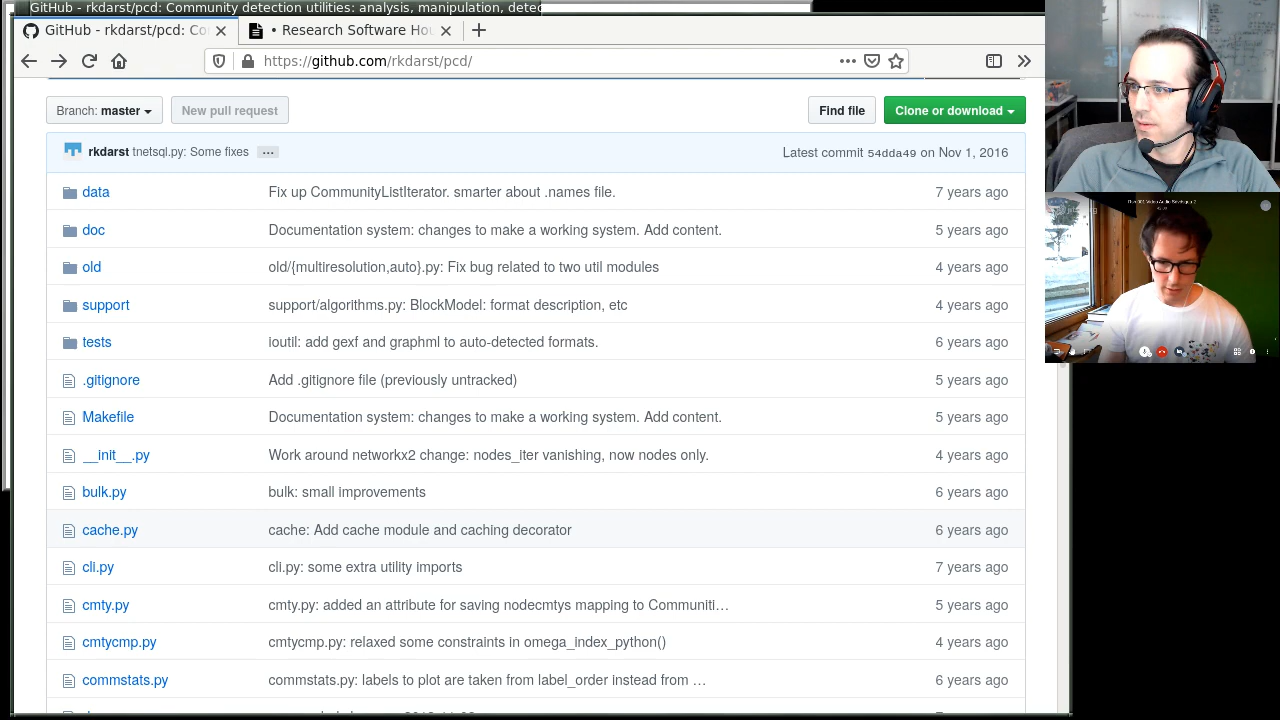 GitHub - rkdarst/pcd: Community detection utilities: analysis, manipulation, detec
GitHub - rkdarst/pcd: Co
• Research Software Hou
https://github.com/rkdarst/pcd/
Branch: master
New pull request
Find file
Clone or download
rkdarst tnetsql.py: Some fixes …
Latest commit 54dda49 on Nov 1, 2016
data Fix up CommunityListIterator. smarter about .names file. 7 years ago
doc Documentation system: changes to make a working system. Add content. 5 years ago
old old/{multiresolution,auto}.py: Fix bug related to two util modules 4 years ago
support support/algorithms.py: BlockModel: format description, etc 4 years ago
tests ioutil: add gexf and graphml to auto-detected formats. 6 years ago
.gitignore Add .gitignore file (previously untracked) 5 years ago
Makefile Documentation system: changes to make a working system. Add content. 5 years ago
__init__.py Work around networkx2 change: nodes_iter vanishing, now nodes only. 4 years ago
bulk.py bulk: small improvements 6 years ago
cache.py cache: Add cache module and caching decorator 6 years ago
cli.py cli.py: some extra utility imports 7 years ago
cmty.py cmty.py: added an attribute for saving nodecmtys mapping to Communiti… 5 years ago
cmtycmp.py cmtycmp.py: relaxed some constraints in omega_index_python() 4 years ago
commstats.py commstats.py: labels to plot are taken from label_order instead from … 6 years ago